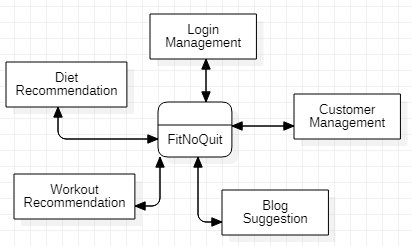 Login
Management
Diet
Recommendation
Customer
Management
FitNoQuit
Workout
Recommendation
Blog
Suggestion